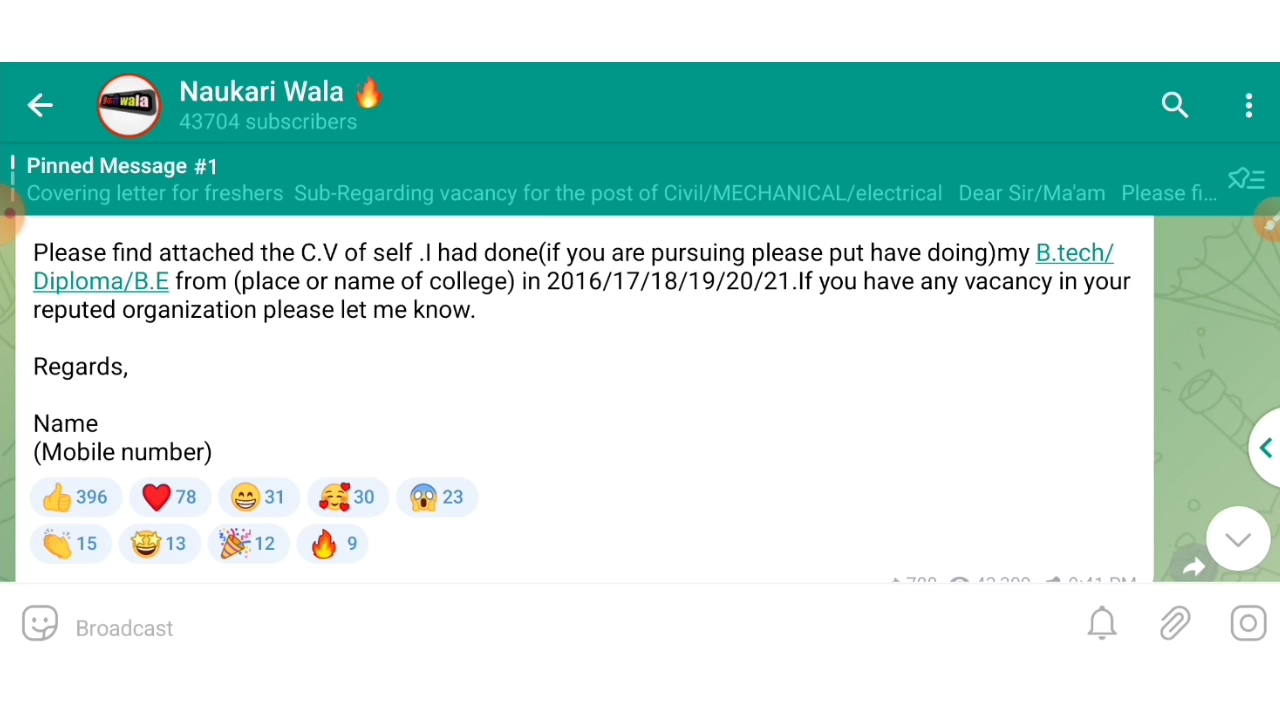 Naukari Wala 🔥
43704 subscribers
Pinned Message #1
Covering letter for freshers Sub-Regarding vacancy for the post of Civil/MECHANICAL/electrical Dear Sir/Ma'am Please fi...
Please find attached the C.V of self .I had done(if you are pursuing please put have doing)my B.tech/
Diploma/B.E from (place or name of college) in 2016/17/18/19/20/21.If you have any vacancy in your
reputed organization please let me know.
Regards,
Name
(Mobile number)
👍 396 ❤️ 78 😁 31 🥰 30 😱 23
👏 15 🤩 13 🎉 12 🔥 9
Broadcast